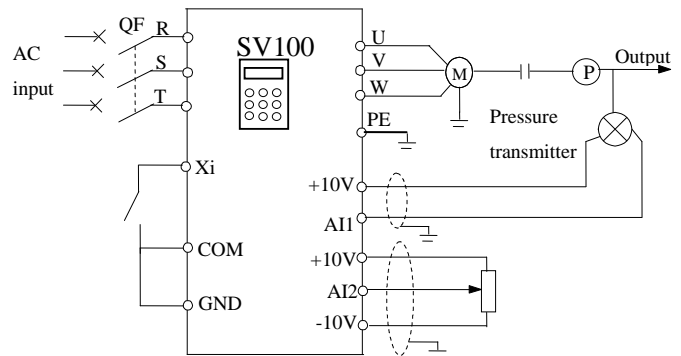 QF
R
S
T
AC
input
SV100
U
V
W
PE
M
P
Output
Pressure
transmitter
Xi
+10V
AI1
COM
+10V
AI2
GND
-10V